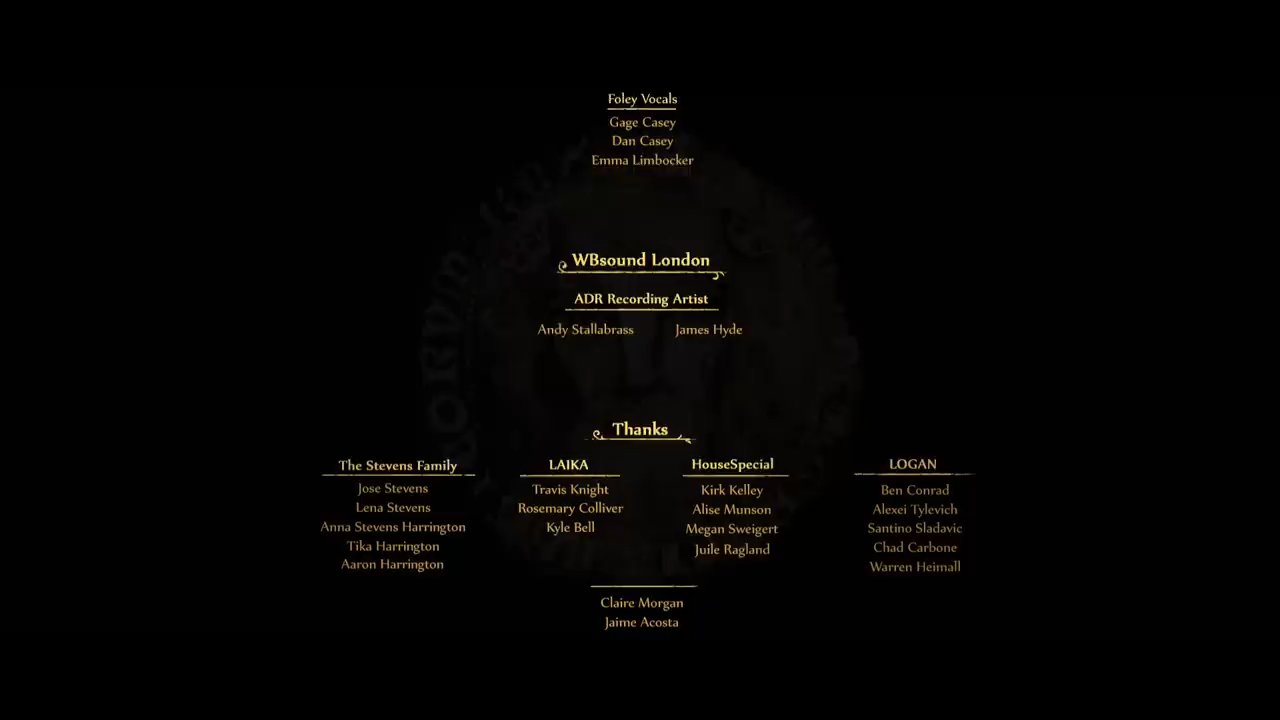 Foley Vocals
Gage Casey
Dan Casey
Emma Limbocker
WBsound London
ADR Recording Artist
Andy Stallabrass James Hyde
Thanks
The Stevens Family
Jose Stevens
Lena Stevens
Anna Stevens Harrington
Tika Harrington
Aaron Harrington
LAIKA
Travis Knight
Rosemary Colliver
Kyle Bell
HouseSpecial
Kirk Kelley
Alise Munson
Megan Sweigert
Juile Ragland
LOGAN
Ben Conrad
Alexei Tylevich
Santino Sladavic
Chad Carbone
Warren Heimall
Claire Morgan
Jaime Acosta